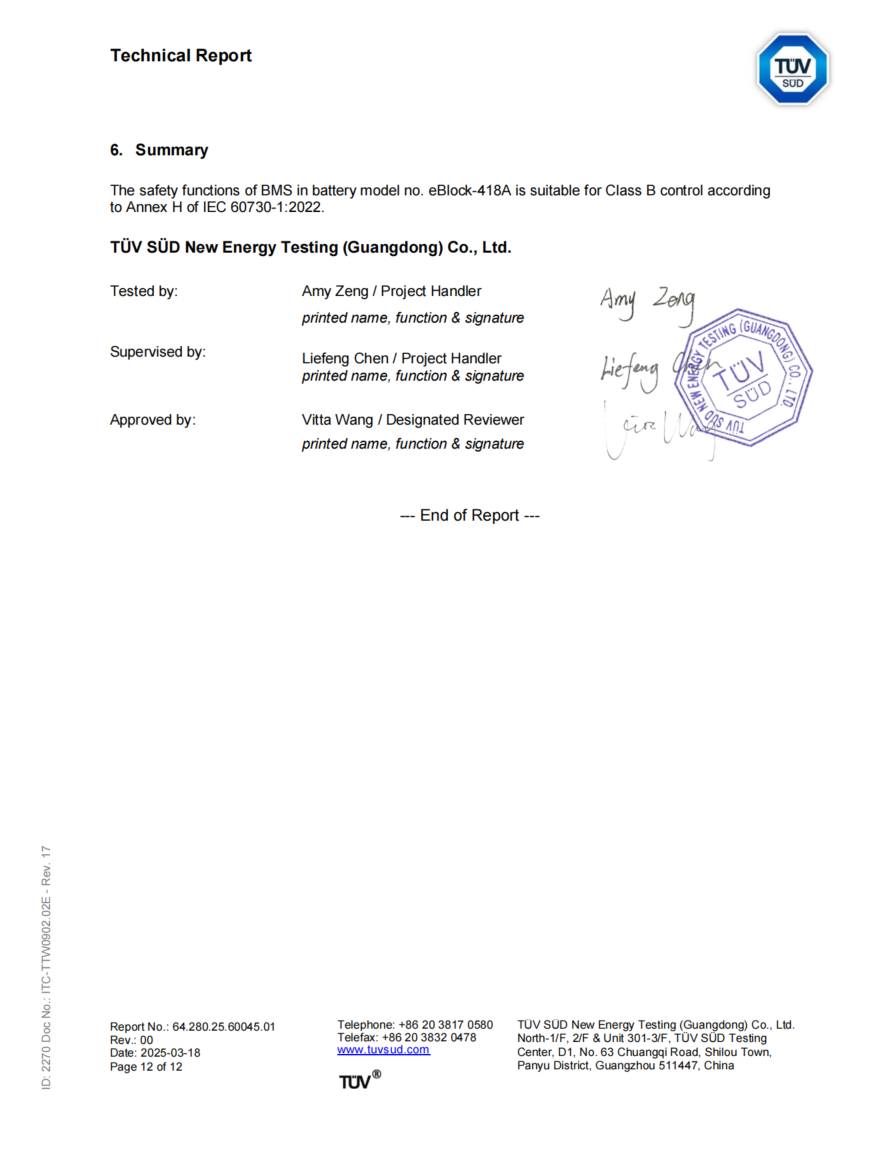 Technical Report
TÜV
SÜD
6. Summary
The safety functions of BMS in battery model no. eBlock-418A is suitable for Class B control according
to Annex H of IEC 60730-1:2022.
TÜV SÜD New Energy Testing (Guangdong) Co., Ltd.
Tested by:
Amy Zeng / Project Handler
printed name, function & signature
Amy Zeng
Supervised by:
Liefeng Chen / Project Handler
printed name, function & signature
Liefeng Chen
Approved by:
Vitta Wang / Designated Reviewer
printed name, function & signature
TÜV SÜD NEW ENERGY TESTING (GUANGDONG) CO., LTD.
TÜV
SÜD
--- End of Report ---
ID: 2270 Doc No.: ITC-TTW0902.02E - Rev. 17
Report No.: 64.280.25.60045.01
Rev.: 00
Date: 2025-03-18
Page 12 of 12
Telephone: +86 20 3817 0580
Telefax: +86 20 3832 0478
www.tuvsud.com
TÜV®
TÜV SÜD New Energy Testing (Guangdong) Co., Ltd.
North-1/F, 2/F & Unit 301-3/F, TÜV SÜD Testing
Center, D1, No. 63 Chuangqi Road, Shilou Town,
Panyu District, Guangzhou 511447, China